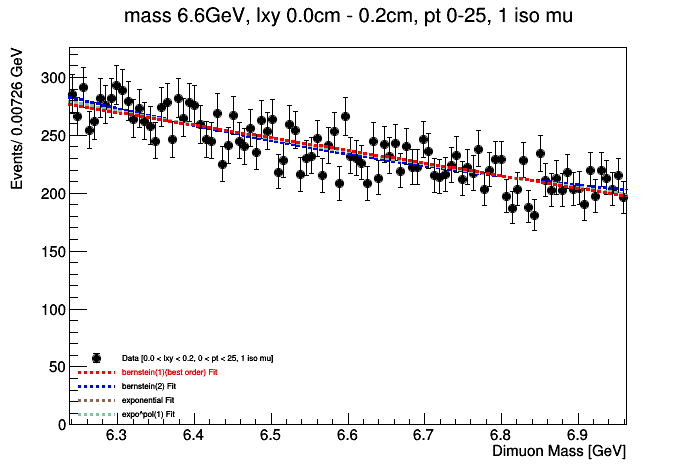 mass 6.6GeV, lxy 0.0cm - 0.2cm, pt 0-25, 1 iso mu
Events/ 0.00726 GeV
300
250
200
150
100
50
0
Data [0.0 < lxy < 0.2, 0 < pt < 25, 1 iso mu]
bernstein(1)(best order) Fit
bernstein(2) Fit
exponential Fit
expo^pol(1) Fit
6.3 6.4 6.5 6.6 6.7 6.8 6.9
Dimuon Mass [GeV]